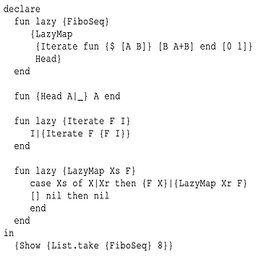 declare
fun lazy {FiboSeq}
{LazyMap
{Iterate fun {$ [A B]} [B A+B] end [0 1]}
Head}
end
fun {Head A|_} A end
fun lazy {Iterate F I}
I|{Iterate F {F I}}
end
fun lazy {LazyMap Xs F}
case Xs of X|Xr then {F X}|{LazyMap Xr F}
[] nil then nil
end
end
in
{Show {List.take {FiboSeq} 8}}